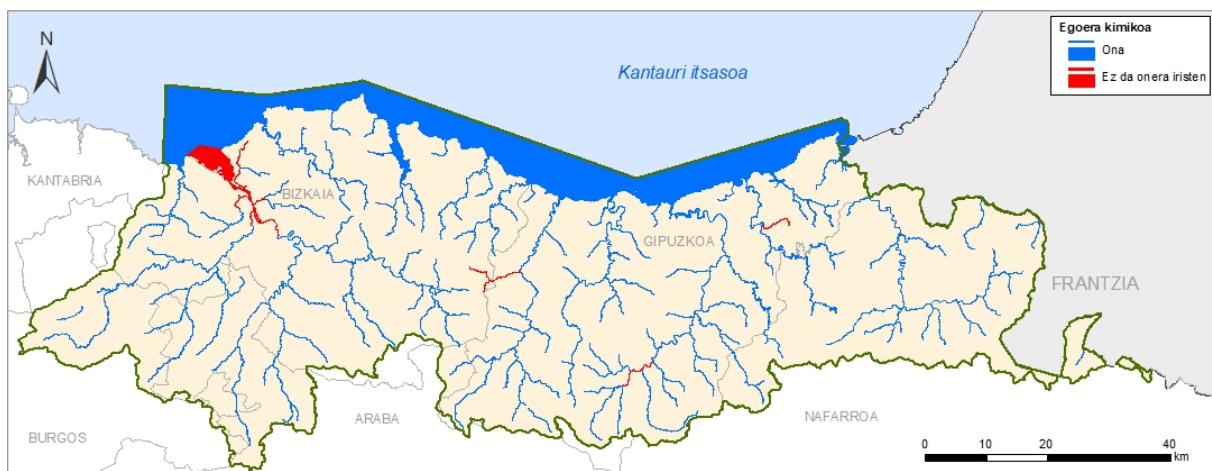 N
Egoera kimikoa
Ona
Ez da onera iristen
Kantauri itsasoa
KANTABRIA
BIZKAIA
GIPUZKOA
FRANTZIA
ARABA
NAFARROA
BURGOS
0 10 20 40
km